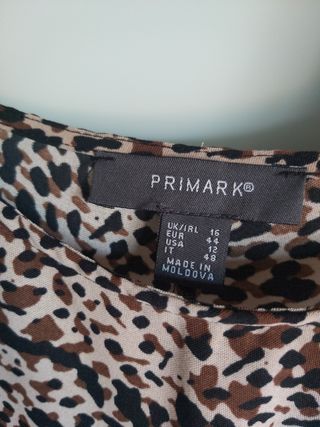 PRIMARK®
UK/IRL 16
EUR 44
USA 12
IT 48
MADE IN
MOLDOVA